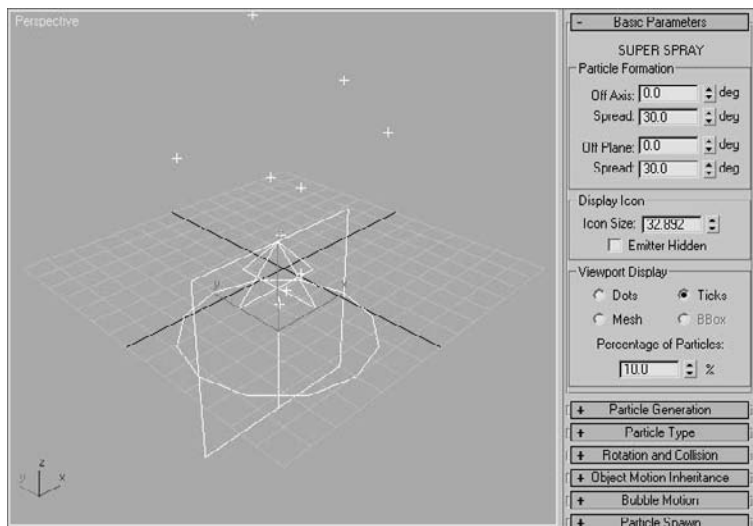 Perspective
- Basic Parameters
SUPER SPRAY
Particle Formation
Off Axis: 0.0 deg
Spread: 30.0 deg
Off Plane: 0.0 deg
Spread: 30.0 deg
Display Icon
Icon Size: 32.892
Emitter Hidden
Viewport Display
Dots Ticks
Mesh BBox
Percentage of Particles:
10.0 %
+ Particle Generation
+ Particle Type
+ Rotation and Collision
+ Object Motion Inheritance
+ Bubble Motion
+ Particle Spawn
y x
z
y x